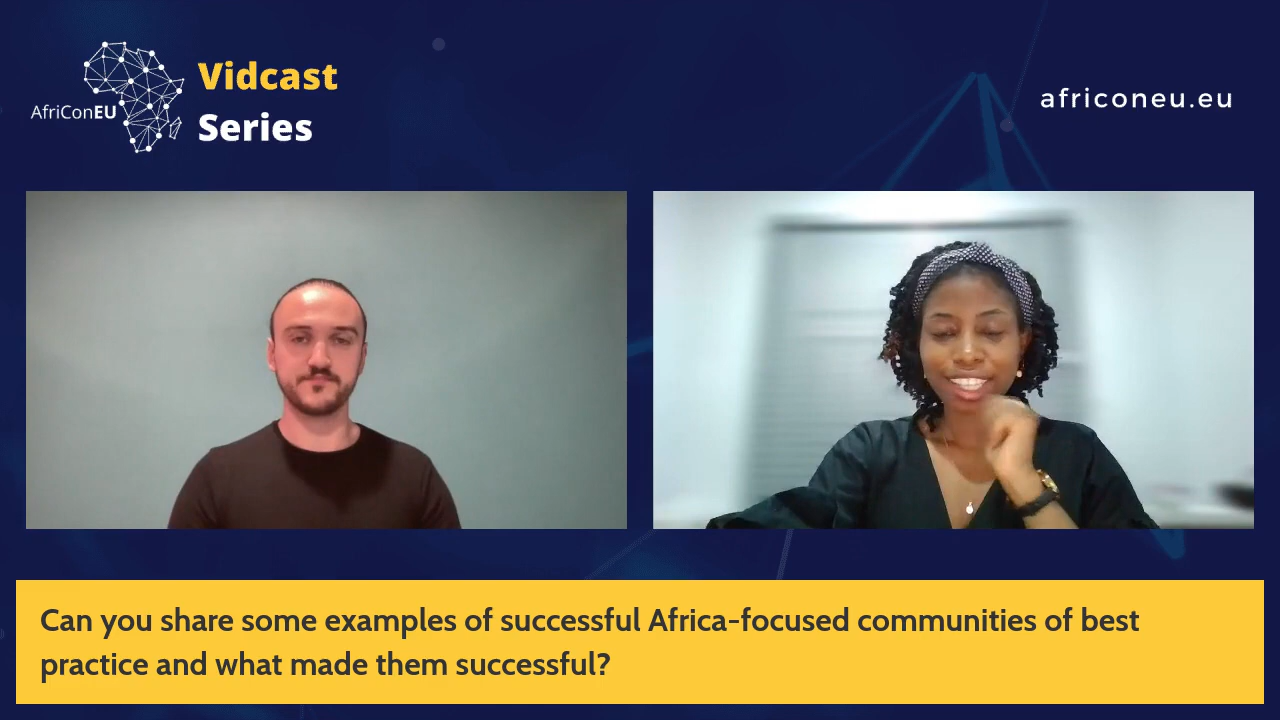 AfriConEU
Vidcast
Series
africoneu.eu
Can you share some examples of successful Africa-focused communities of best
practice and what made them successful?